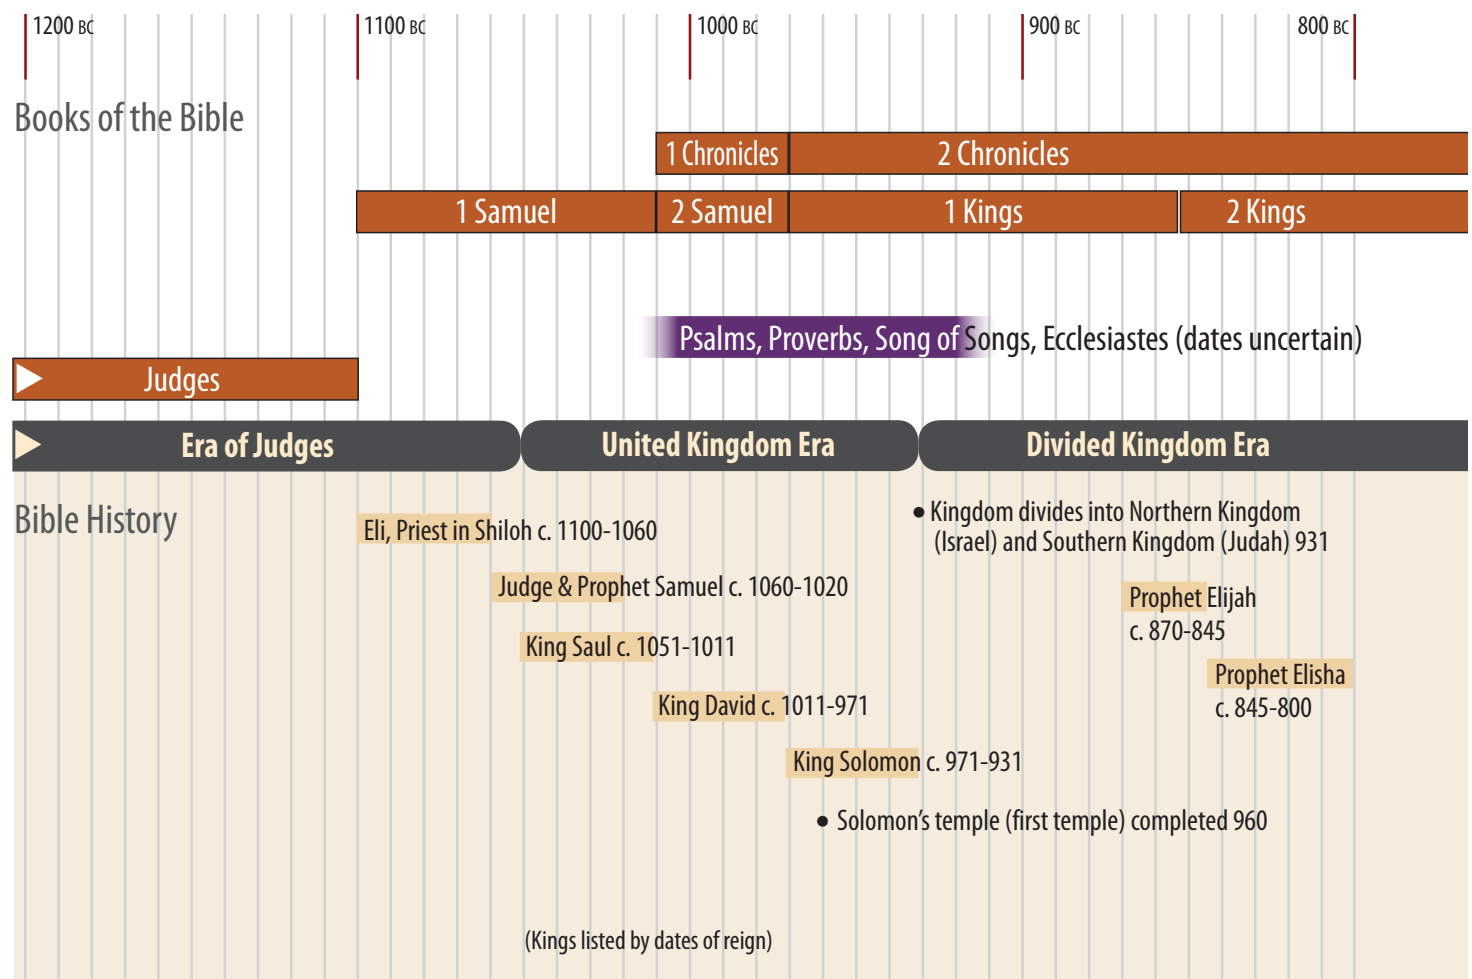 1200 BC
1100 BC
1000 BC
900 BC
800 BC
Books of the Bible
1 Chronicles
2 Chronicles
1 Samuel
2 Samuel
1 Kings
2 Kings
Psalms, Proverbs, Song of Songs, Ecclesiastes (dates uncertain)
Judges
Era of Judges
United Kingdom Era
Divided Kingdom Era
Bible History
Eli, Priest in Shiloh c. 1100-1060
• Kingdom divides into Northern Kingdom
(Israel) and Southern Kingdom (Judah) 931
Judge & Prophet Samuel c. 1060-1020
Prophet Elijah
c. 870-845
King Saul c. 1051-1011
Prophet Elisha
c. 845-800
King David c. 1011-971
King Solomon c. 971-931
• Solomon's temple (first temple) completed 960
(Kings listed by dates of reign)